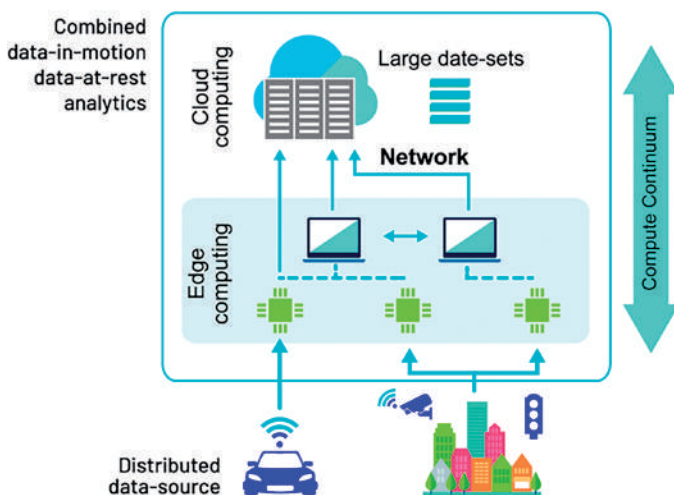 Combined
data-in-motion
data-at-rest
analytics
Cloud
computing
Large date-sets
Network
Edge
computing
Compute Continuum
Distributed
data-source